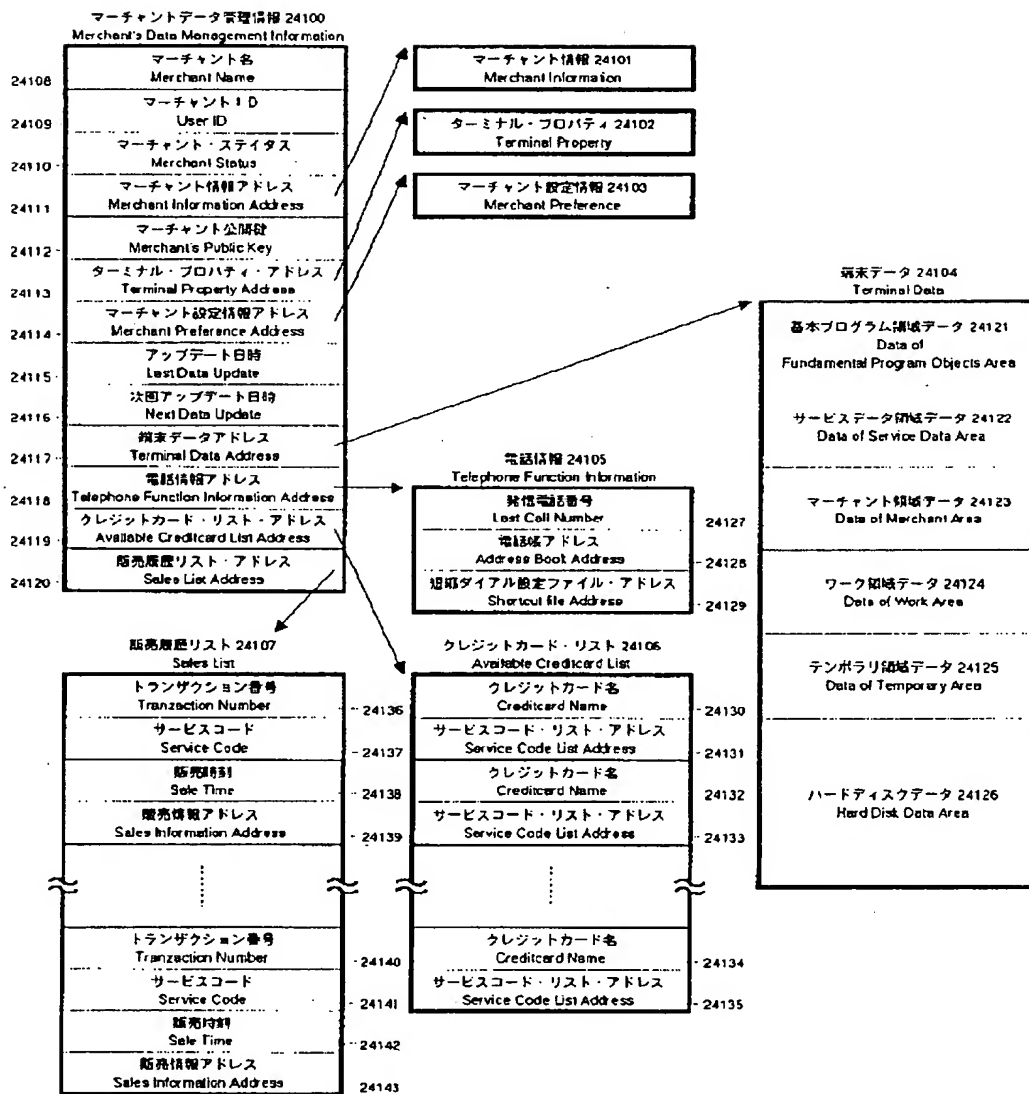 マーチャントデータ管理情報 24100
Merchant's Data Management Information
マーチャント名
Merchant Name
24108
マーチャントID
User ID
24109
マーチャント・ステイタス
Merchant Status
24110
マーチャント情報アドレス
Merchant Information Address
24111
マーチャント公開鍵
Merchant's Public Key
24112
ターミナル・プロパティ・アドレス
Terminal Property Address
24113
マーチャント設定情報アドレス
Merchant Preference Address
24114
アップデート日時
Last Data Update
24115
次回アップデート日時
Next Data Update
24116
端末データアドレス
Terminal Data Address
24117
電話情報アドレス
Telephone Function Information Address
24118
クレジットカード・リスト・アドレス
Available Creditcard List Address
24119
販売履歴リスト・アドレス
Sales List Address
24120
マーチャント情報 24101
Merchant Information
ターミナル・プロパティ 24102
Terminal Property
マーチャント設定情報 24103
Merchant Preference
端末データ 24104
Terminal Data
基本プログラム領域データ 24121
Data of
Fundamental Program Objects Area
サービスデータ領域データ 24122
Data of Service Data Area
マーチャント領域データ 24123
Data of Merchant Area
ワーク領域データ 24124
Data of Work Area
テンポラリ領域データ 24125
Data of Temporary Area
ハードディスクデータ 24126
Hard Disk Data Area
電話情報 24105
Telephone Function Information
発信電話番号
Last Call Number
24127
電話帳アドレス
Address Book Address
24128
短縮ダイアル設定ファイル・アドレス
Shortcut file Address
24129
販売履歴リスト 24107
Sales List
トランザクション番号
Tranzaction Number
24136
サービスコード
Service Code
24137
販売時刻
Sale Time
24138
販売情報アドレス
Sales Information Address
24139
トランザクション番号
Tranzaction Number
24140
サービスコード
Service Code
24141
販売時刻
Sale Time
24142
販売情報アドレス
Sales Information Address
24143
クレジットカード・リスト 24106
Available Creditcard List
クレジットカード名
Creditcard Name
24130
サービスコード・リスト・アドレス
Service Code List Address
24131
クレジットカード名
Creditcard Name
24132
サービスコード・リスト・アドレス
Service Code List Address
24133
クレジットカード名
Creditcard Name
24134
サービスコード・リスト・アドレス
Service Code List Address
24135